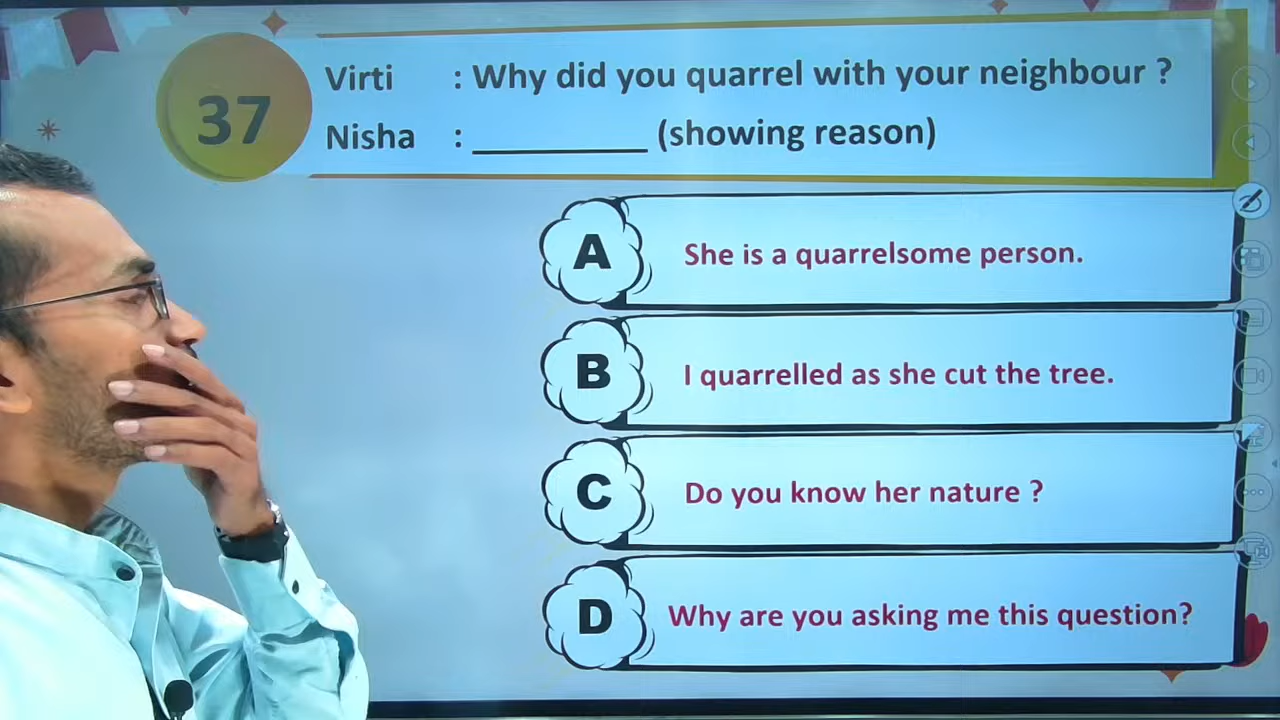 37
Virti : Why did you quarrel with your neighbour ?
Nisha : __________ (showing reason)
A She is a quarrelsome person.
B I quarrelled as she cut the tree.
C Do you know her nature ?
D Why are you asking me this question?